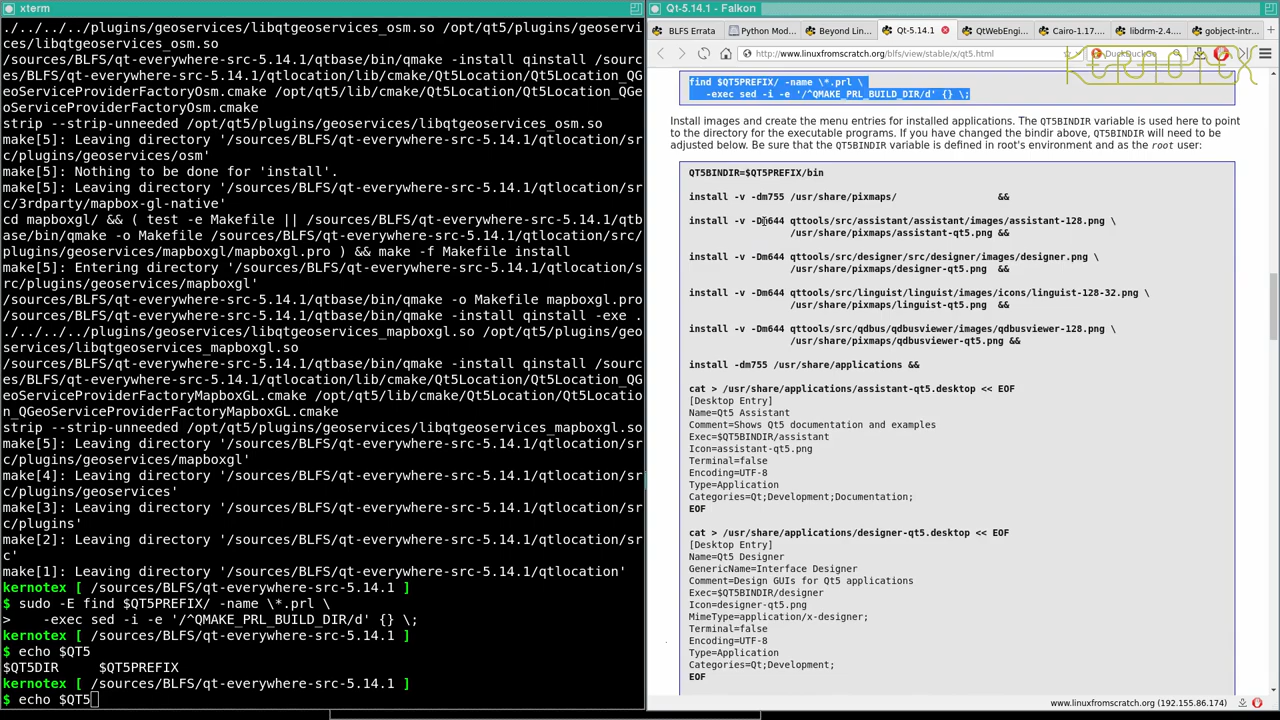 xterm
./../../../plugins/geoservices/libqtgeoservices_osm.so /opt/qt5/plugins/geoservi
ces/libqtgeoservices_osm.so
/sources/BLFS/qt-everywhere-src-5.14.1/qtbase/bin/qmake -install qinstall /sourc
es/BLFS/qt-everywhere-src-5.14.1/qtlocation/lib/cmake/Qt5Location/Qt5Location_QG
eoServiceProviderFactoryOsm.cmake /opt/qt5/lib/cmake/Qt5Location/Qt5Location_QGe
oServiceProviderFactoryOsm.cmake
strip --strip-unneeded /opt/qt5/plugins/geoservices/libqtgeoservices_osm.so
make[5]: Leaving directory '/sources/BLFS/qt-everywhere-src-5.14.1/qtlocation/sr
c/plugins/geoservices/osm'
make[5]: Nothing to be done for 'install'.
make[5]: Leaving directory '/sources/BLFS/qt-everywhere-src-5.14.1/qtlocation/sr
c/3rdparty/mapbox-gl-native'
cd mapboxgl/ && ( test -e Makefile || /sources/BLFS/qt-everywhere-src-5.14.1/qtb
ase/bin/qmake -o Makefile /sources/BLFS/qt-everywhere-src-5.14.1/qtlocation/src/
plugins/geoservices/mapboxgl/mapboxgl.pro ) && make -f Makefile install
make[5]: Entering directory '/sources/BLFS/qt-everywhere-src-5.14.1/qtlocation/s
rc/plugins/geoservices/mapboxgl'
/sources/BLFS/qt-everywhere-src-5.14.1/qtbase/bin/qmake -o Makefile mapboxgl.pro
/sources/BLFS/qt-everywhere-src-5.14.1/qtbase/bin/qmake -install qinstall -exe .
./../../../plugins/geoservices/libqtgeoservices_mapboxgl.so /opt/qt5/plugins/geo
services/libqtgeoservices_mapboxgl.so
/sources/BLFS/qt-everywhere-src-5.14.1/qtbase/bin/qmake -install qinstall /sourc
es/BLFS/qt-everywhere-src-5.14.1/qtlocation/lib/cmake/Qt5Location/Qt5Location_QG
eoServiceProviderFactoryMapboxGL.cmake /opt/qt5/lib/cmake/Qt5Location/Qt5Locatio
n_QGeoServiceProviderFactoryMapboxGL.cmake
strip --strip-unneeded /opt/qt5/plugins/geoservices/libqtgeoservices_mapboxgl.so
make[5]: Leaving directory '/sources/BLFS/qt-everywhere-src-5.14.1/qtlocation/sr
c/plugins/geoservices/mapboxgl'
make[4]: Leaving directory '/sources/BLFS/qt-everywhere-src-5.14.1/qtlocation/sr
c/plugins/geoservices'
make[3]: Leaving directory '/sources/BLFS/qt-everywhere-src-5.14.1/qtlocation/sr
c/plugins'
make[2]: Leaving directory '/sources/BLFS/qt-everywhere-src-5.14.1/qtlocation/sr
c'
make[1]: Leaving directory '/sources/BLFS/qt-everywhere-src-5.14.1/qtlocation'
kernotex [ /sources/BLFS/qt-everywhere-src-5.14.1 ]
$ sudo -E find $QT5PREFIX/ -name \*.prl \
>    -exec sed -i -e '/^QMAKE_PRL_BUILD_DIR/d' {} \;
kernotex [ /sources/BLFS/qt-everywhere-src-5.14.1 ]
$ echo $QT5
$QT5DIR     $QT5PREFIX
kernotex [ /sources/BLFS/qt-everywhere-src-5.14.1 ]
$ echo $QT5
Qt-5.14.1 - Falkon
BLFS Errata
Python Mod...
Beyond Lin...
Qt-5.14.1
QtWebEngi...
Cairo-1.17....
libdrm-2.4....
gobject-intr...
http://www.linuxfromscratch.org/blfs/view/stable/x/qt5.html
DuckDuckGo
KERNOTEX
find $QT5PREFIX/ -name \*.prl \
   -exec sed -i -e '/^QMAKE_PRL_BUILD_DIR/d' {} \;
Install images and create the menu entries for installed applications. The QT5BINDIR variable is used here to point
to the directory for the executable programs. If you have changed the bindir above, QT5BINDIR will need to be
adjusted below. Be sure that the QT5BINDIR variable is defined in root's environment and as the root user:
QT5BINDIR=$QT5PREFIX/bin
install -v -dm755 /usr/share/pixmaps/                  &&
install -v -Dm644 qttools/src/assistant/assistant/images/assistant-128.png \
                  /usr/share/pixmaps/assistant-qt5.png &&
install -v -Dm644 qttools/src/designer/src/designer/images/designer.png \
                  /usr/share/pixmaps/designer-qt5.png  &&
install -v -Dm644 qttools/src/linguist/linguist/images/icons/linguist-128-32.png \
                  /usr/share/pixmaps/linguist-qt5.png  &&
install -v -Dm644 qttools/src/qdbus/qdbusviewer/images/qdbusviewer-128.png \
                  /usr/share/pixmaps/qdbusviewer-qt5.png &&
install -dm755 /usr/share/applications &&
cat > /usr/share/applications/assistant-qt5.desktop << EOF
[Desktop Entry]
Name=Qt5 Assistant
Comment=Shows Qt5 documentation and examples
Exec=$QT5BINDIR/assistant
Icon=assistant-qt5.png
Terminal=false
Encoding=UTF-8
Type=Application
Categories=Qt;Development;Documentation;
EOF
cat > /usr/share/applications/designer-qt5.desktop << EOF
[Desktop Entry]
Name=Qt5 Designer
GenericName=Interface Designer
Comment=Design GUIs for Qt5 applications
Exec=$QT5BINDIR/designer
Icon=designer-qt5.png
MimeType=application/x-designer;
Terminal=false
Encoding=UTF-8
Type=Application
Categories=Qt;Development;
EOF
www.linuxfromscratch.org (192.155.86.174)